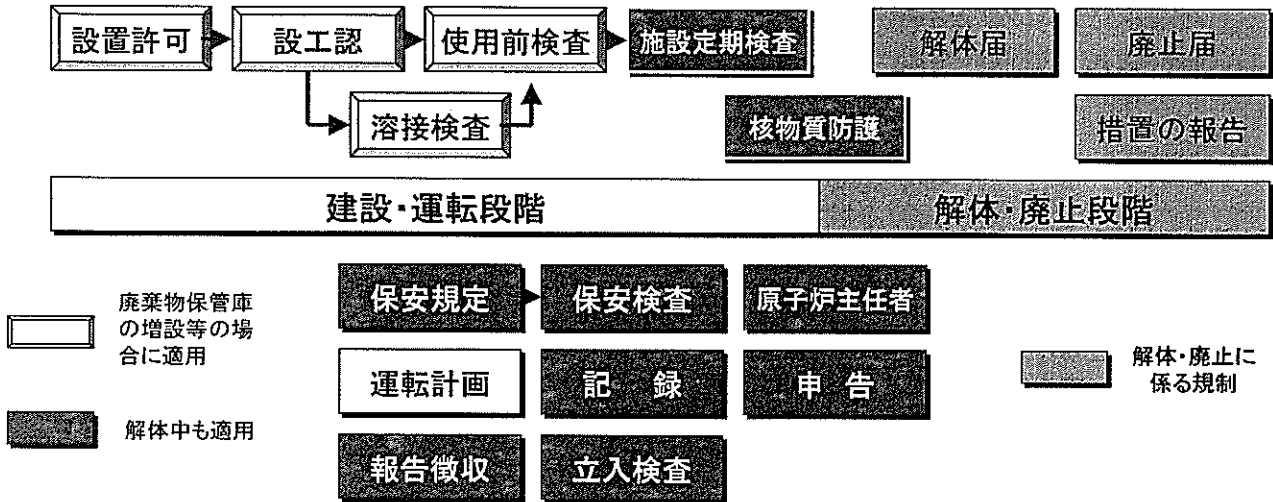 設置許可
設工認
使用前検査
施設定期検査
解体届
廃止届
溶接検査
核物質防護
措置の報告
建設・運転段階
解体・廃止段階
保安規定
保安検査
原子炉主任者
廃棄物保管庫
の増設等の場
合に適用
運転計画
記 録
申 告
解体・廃止に
係る規制
解体中も適用
報告徴収
立入検査